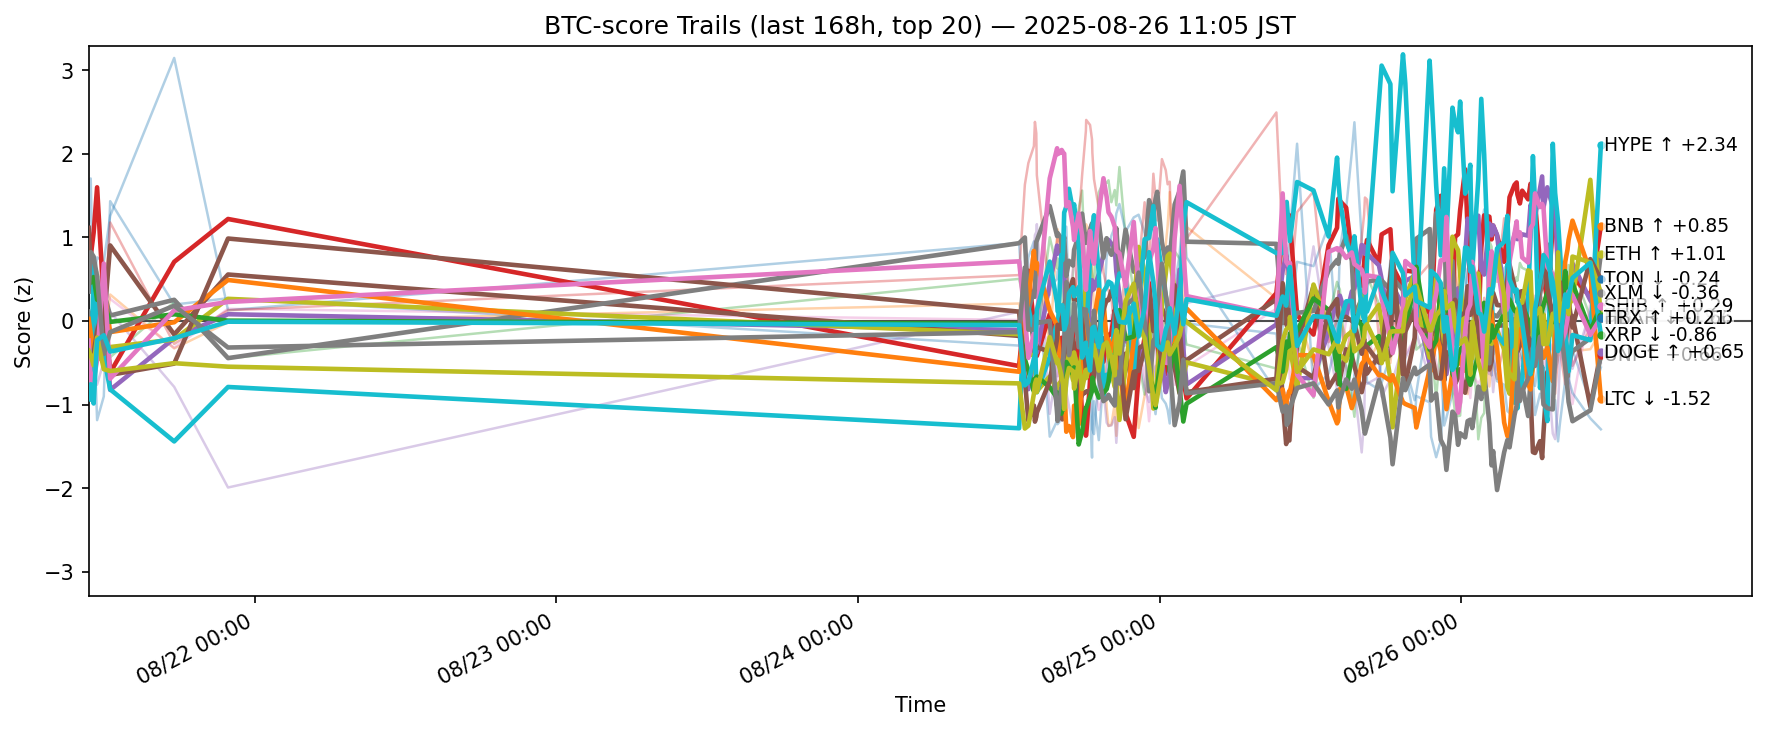 BTC-score Trails (last 168h, top 20) — 2025-08-26 11:05 JST
Score (z)
3
2
1
0
−1
−2
−3
HYPE ↑ +2.34
BNB ↑ +0.85
ETH ↑ +1.01
TON ↓ -0.24
XLM ↓ -0.36
SHIB ↑ +0.29
TRX ↑ +0.21
XRP ↓ -0.86
DOGE ↑ +0.65
LTC ↓ -1.52
08/22 00:00
08/23 00:00
08/24 00:00
08/25 00:00
08/26 00:00
Time